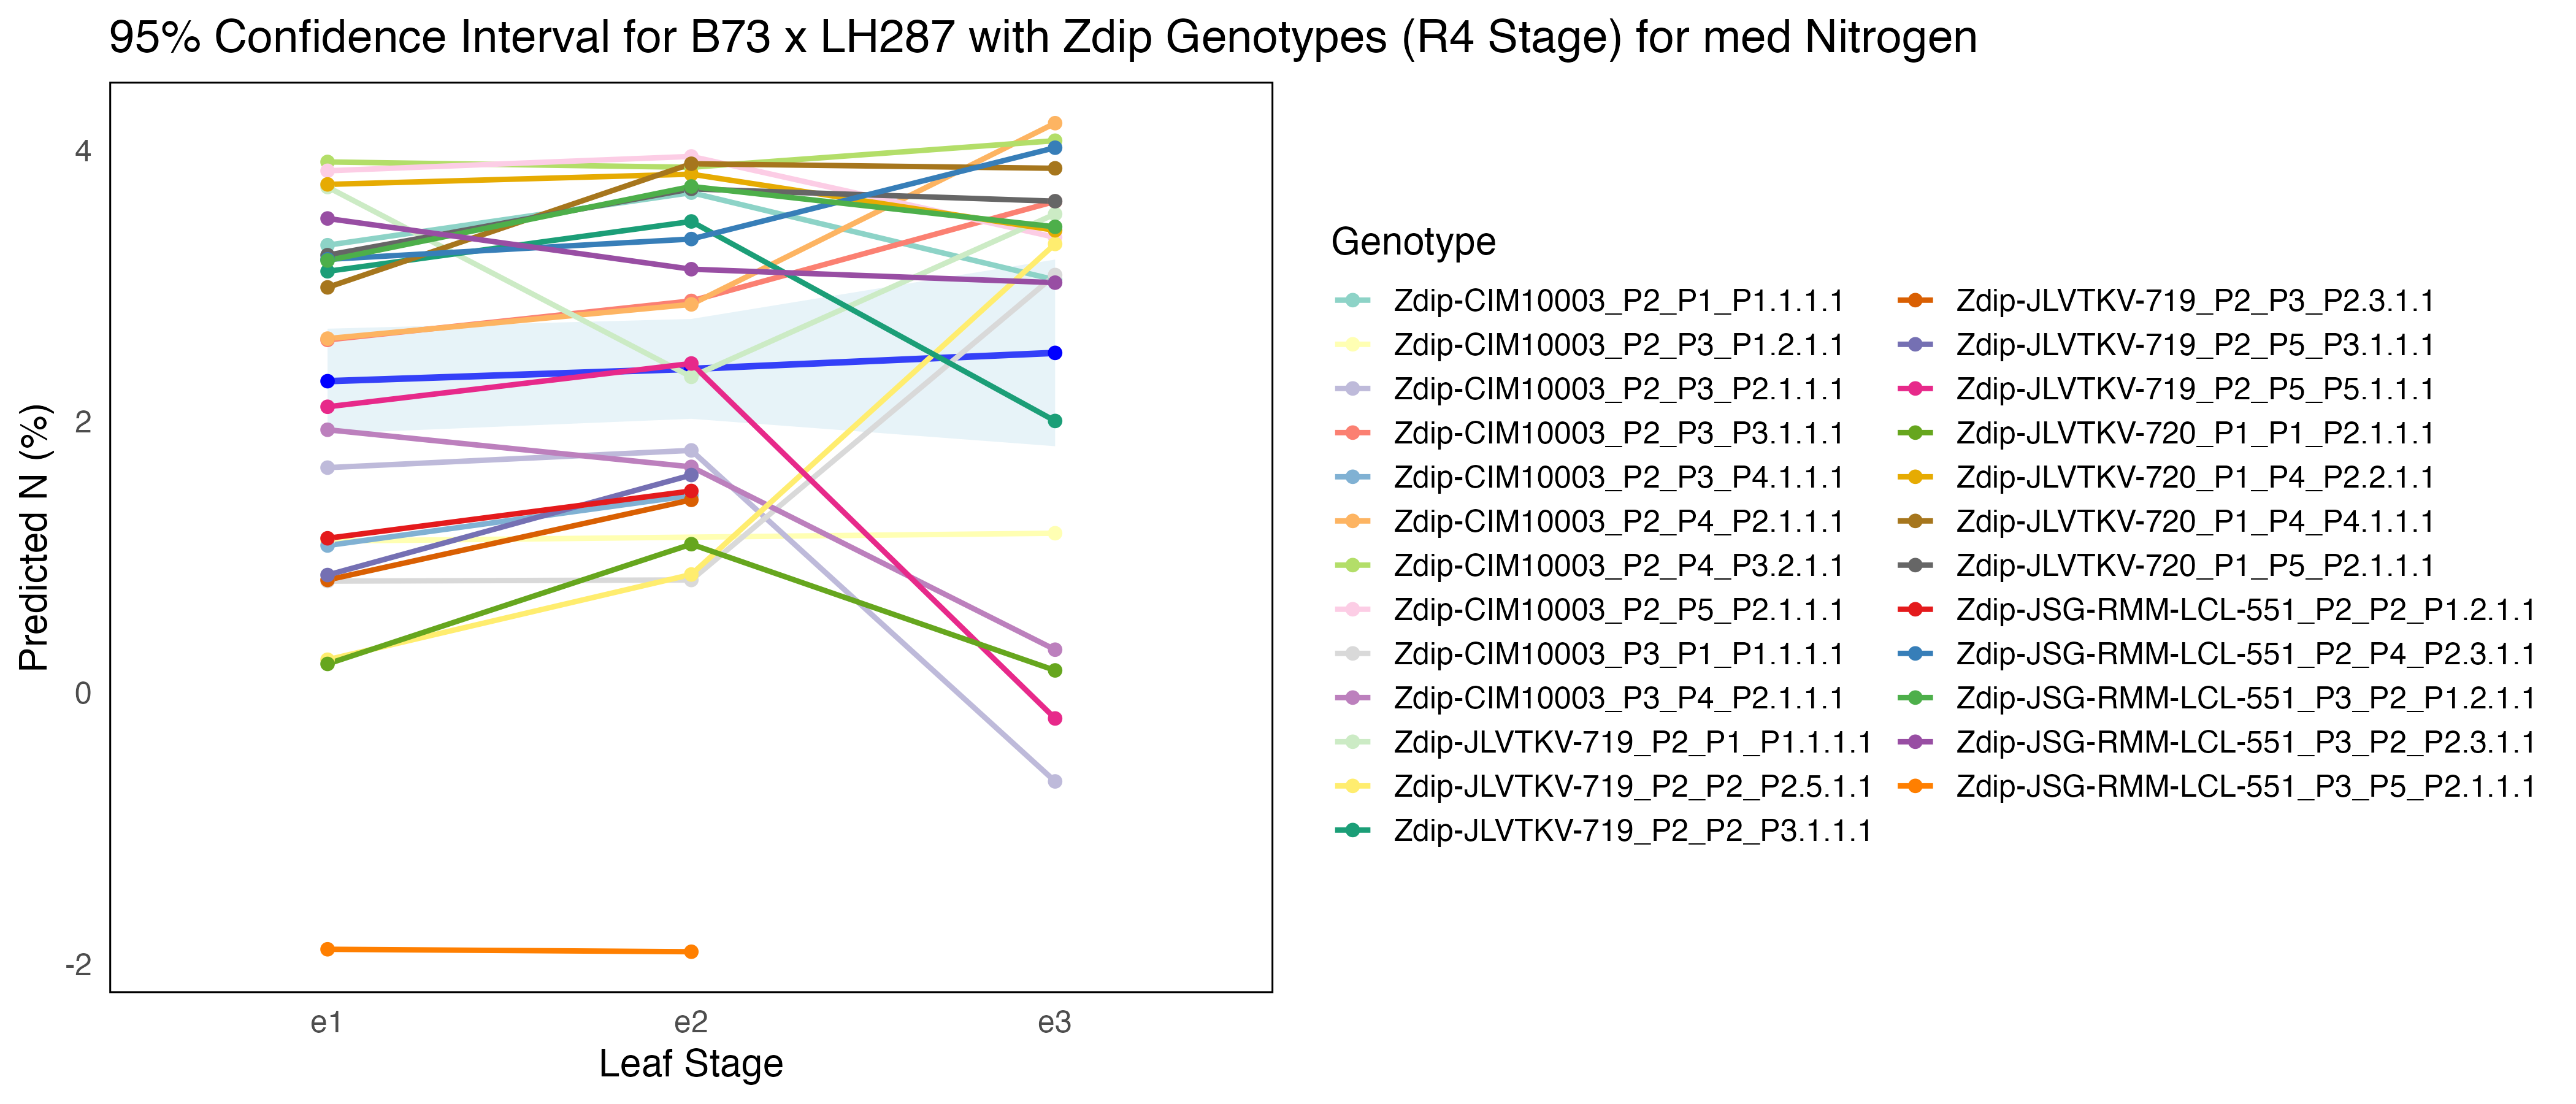 95% Confidence Interval for B73 x LH287 with Zdip Genotypes (R4 Stage) for med Nitrogen
Predicted N (%)
4
2
0
-2
e1
e2
e3
Leaf Stage
Genotype
Zdip-CIM10003_P2_P1_P1.1.1.1
Zdip-CIM10003_P2_P3_P1.2.1.1
Zdip-CIM10003_P2_P3_P2.1.1.1
Zdip-CIM10003_P2_P3_P3.1.1.1
Zdip-CIM10003_P2_P3_P4.1.1.1
Zdip-CIM10003_P2_P4_P2.1.1.1
Zdip-CIM10003_P2_P4_P3.2.1.1
Zdip-CIM10003_P2_P5_P2.1.1.1
Zdip-CIM10003_P3_P1_P1.1.1.1
Zdip-CIM10003_P3_P4_P2.1.1.1
Zdip-JLVTKV-719_P2_P1_P1.1.1.1
Zdip-JLVTKV-719_P2_P2_P2.5.1.1
Zdip-JLVTKV-719_P2_P2_P3.1.1.1
Zdip-JLVTKV-719_P2_P3_P2.3.1.1
Zdip-JLVTKV-719_P2_P5_P3.1.1.1
Zdip-JLVTKV-719_P2_P5_P5.1.1.1
Zdip-JLVTKV-720_P1_P1_P2.1.1.1
Zdip-JLVTKV-720_P1_P4_P2.2.1.1
Zdip-JLVTKV-720_P1_P4_P4.1.1.1
Zdip-JLVTKV-720_P1_P5_P2.1.1.1
Zdip-JSG-RMM-LCL-551_P2_P2_P1.2.1.1
Zdip-JSG-RMM-LCL-551_P2_P4_P2.3.1.1
Zdip-JSG-RMM-LCL-551_P3_P2_P1.2.1.1
Zdip-JSG-RMM-LCL-551_P3_P2_P2.3.1.1
Zdip-JSG-RMM-LCL-551_P3_P5_P2.1.1.1